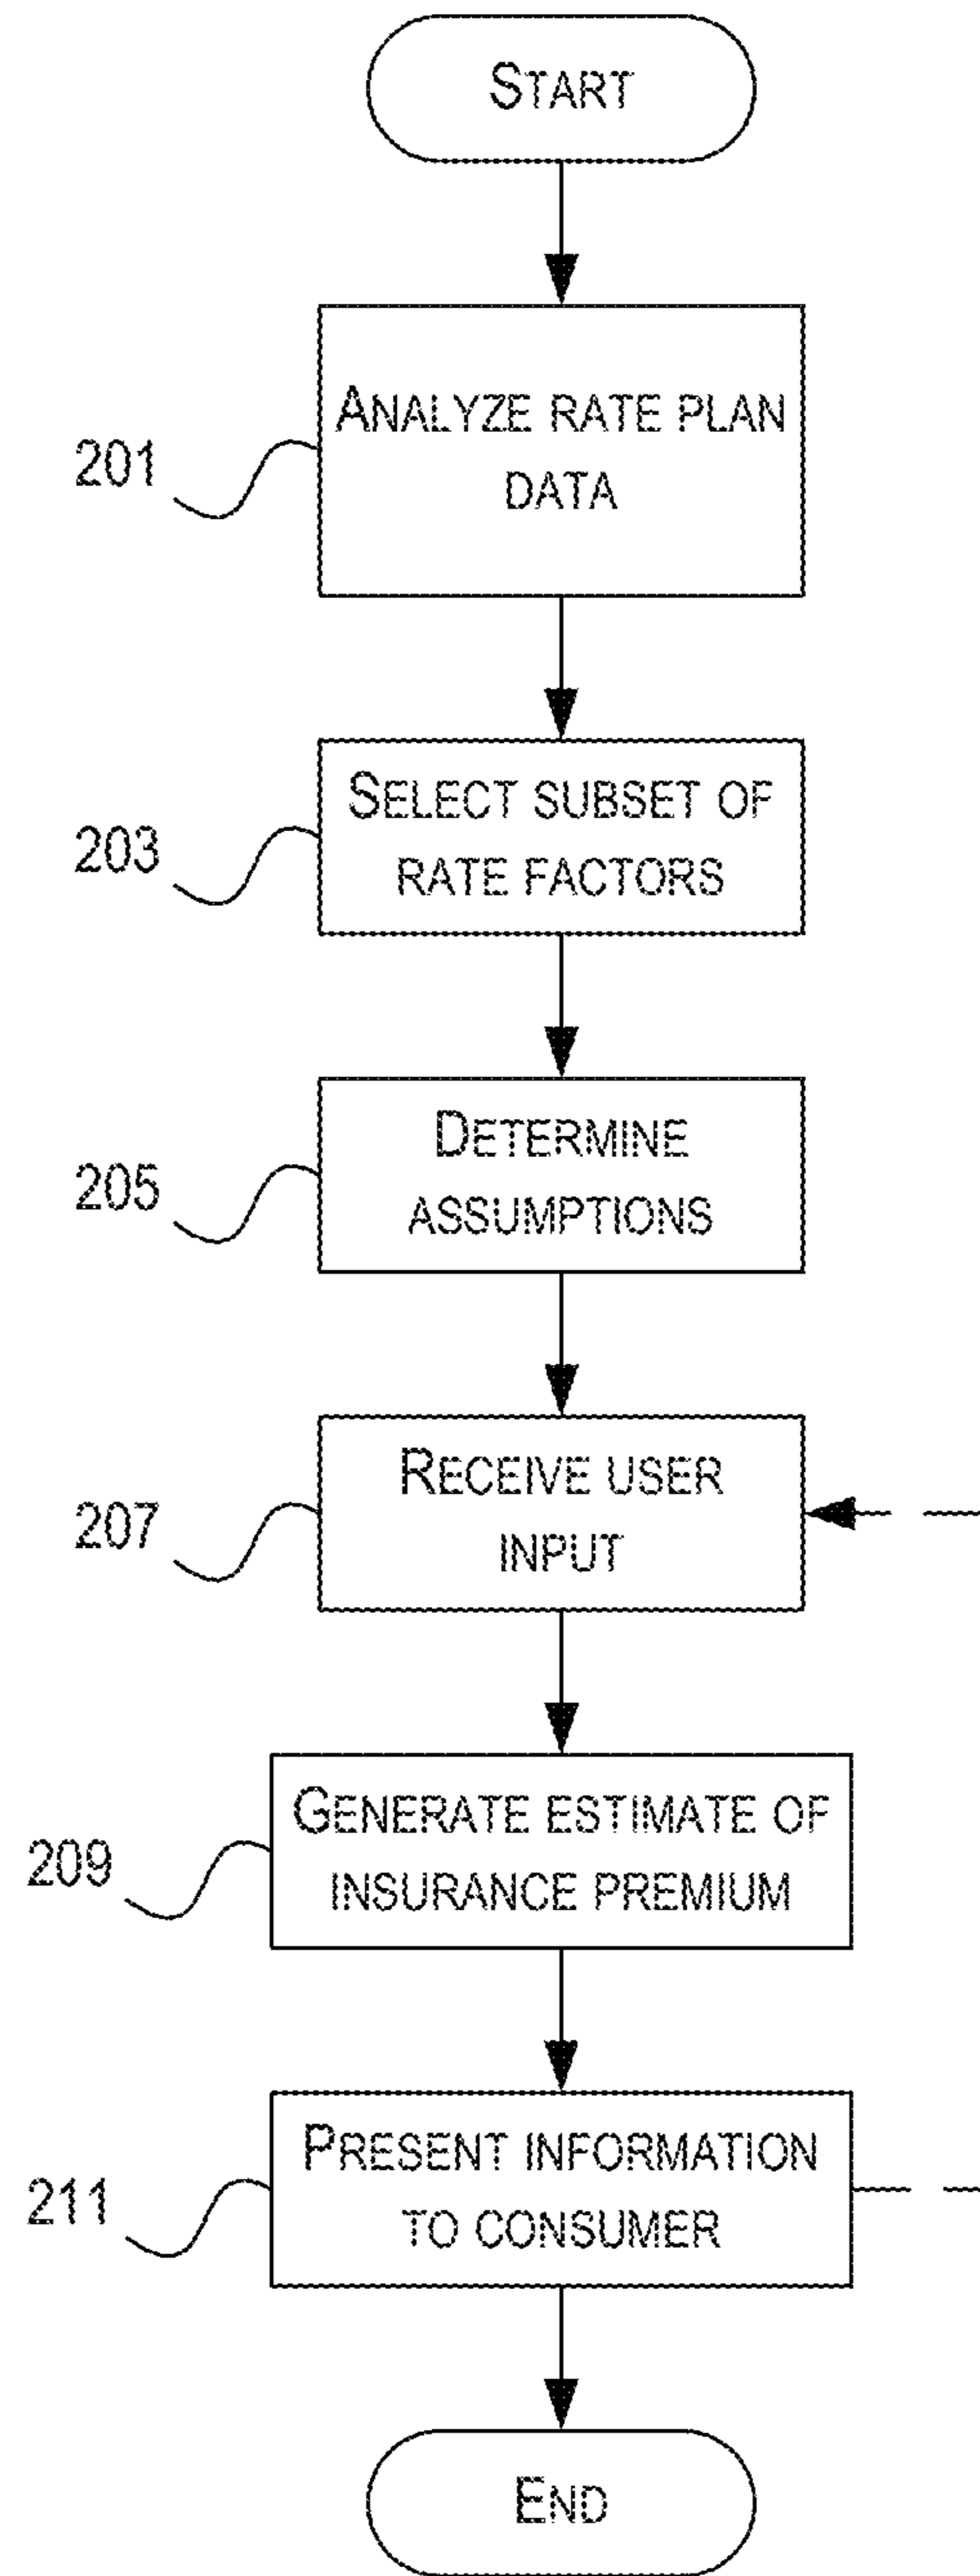 START
ANALYZE RATE PLAN
DATA
201
SELECT SUBSET OF
RATE FACTORS
203
DETERMINE
ASSUMPTIONS
205
RECEIVE USER
INPUT
207
GENERATE ESTIMATE OF
INSURANCE PREMIUM
209
PRESENT INFORMATION
TO CONSUMER
211
END